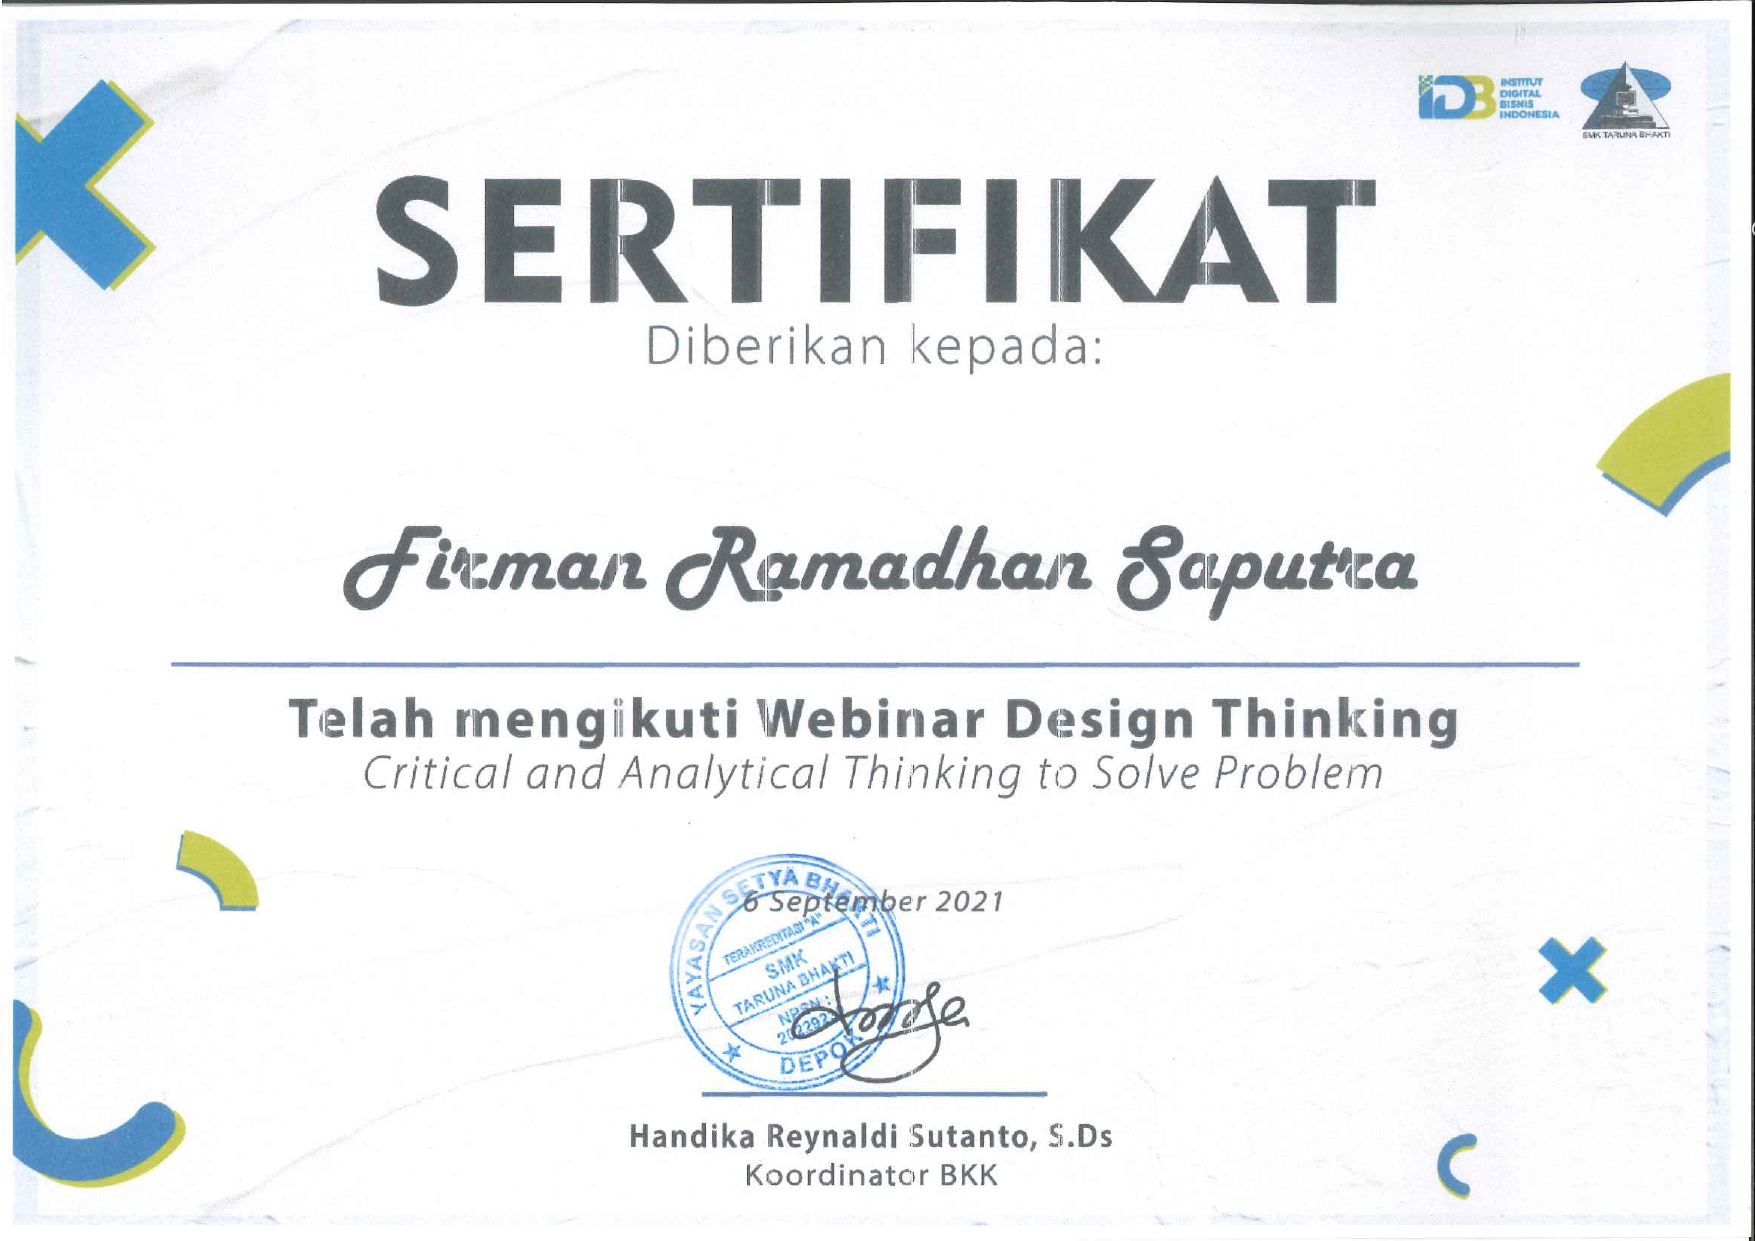 INSTITUT
DIGITAL
BISNIS
INDONESIA
iDB
SMK TARUNA BHAKTI
SERTIFIKAT
Diberikan kepada:
Firman Ramadhan Saputra
Telah mengikuti Webinar Design Thinking
Critical and Analytical Thinking to Solve Problem
6 September 2021
YAYASAN SETYA BHAKTI
TERAKREDITASI "A"
SMK
TARUNA BHAKTI
NPSN :
DEPOK
Handika Reynaldi Sutanto, S.Ds
Koordinator BKK